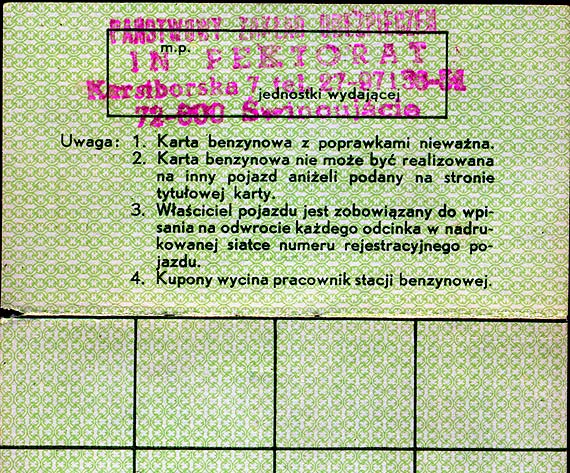 PAŃSTWOWY ZAKŁAD UBEZPIECZEŃ
m.p.
IN PEKTORAT
Karsiborska 7 tel. 27-07
jednostki wydającej
72-600 Świnoujście
Uwaga: 1. Karta benzynowa z poprawkami nieważna.
2. Karta benzynowa nie może być realizowana
na inny pojazd aniżeli podany na stronie
tytułowej karty.
3. Właściciel pojazdu jest zobowiązany do wpi-
sania na odwrocie każdego odcinka w nadru-
kowanej siatce numeru rejestracyjnego po-
jazdu.
4. Kupony wycina pracownik stacji benzynowej.